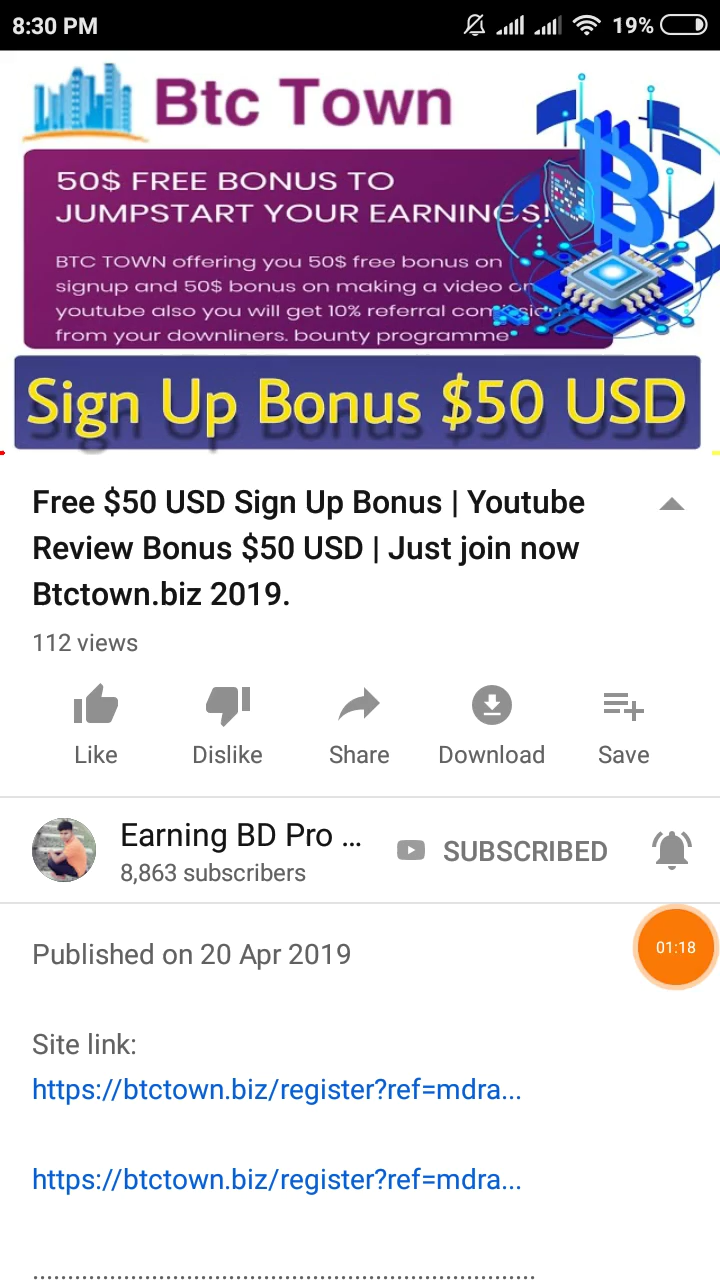 8:30 PM
19%
Btc Town
50$ FREE BONUS TO
JUMPSTART YOUR EARNINGS!
BTC TOWN offering you 50$ free bonus on
signup and 50$ bonus on making a video on
youtube also you will get 10% referral
from your downliners. bounty programme
Sign Up Bonus $50 USD
Free $50 USD Sign Up Bonus | Youtube
Review Bonus $50 USD | Just join now
Btctown.biz 2019.
112 views
Like
Dislike
Share
Download
Save
Earning BD Pro ...
SUBSCRIBED
8,863 subscribers
Published on 20 Apr 2019
01:18
Site link:
https://btctown.biz/register?ref=mdra...
https://btctown.biz/register?ref=mdra...
........................................................................